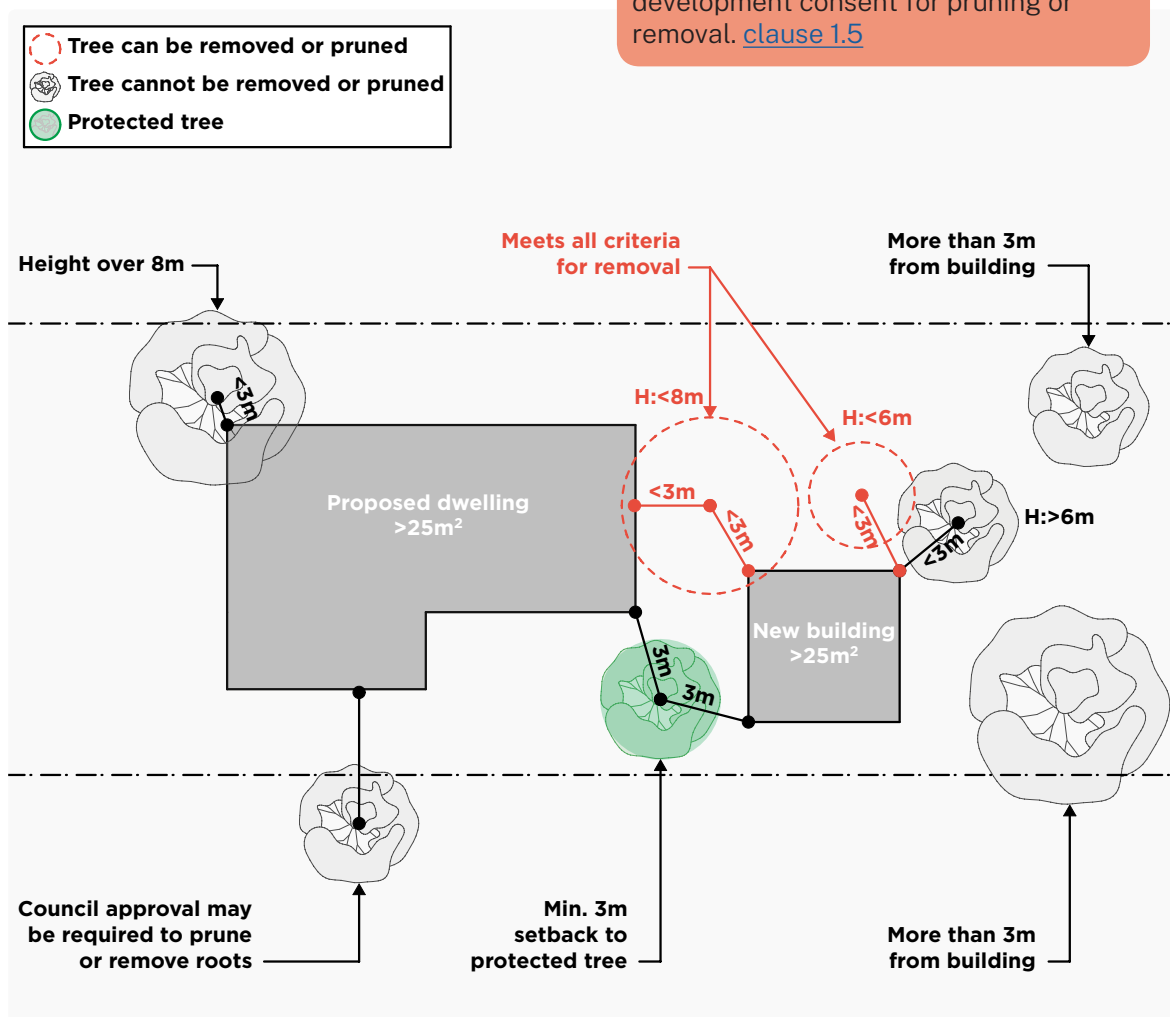 development consent for pruning or
removal. clause 1.5
Tree can be removed or pruned
Tree cannot be removed or pruned
Protected tree
Height over 8m
Meets all criteria
for removal
More than 3m
from building
<3m
H:<8m
H:<6m
Proposed dwelling
>25m²
<3m
<3m
<3m
<3m
H:>6m
New building
>25m²
3m
3m
Council approval may
be required to prune
or remove roots
Min. 3m
setback to
protected tree
More than 3m
from building